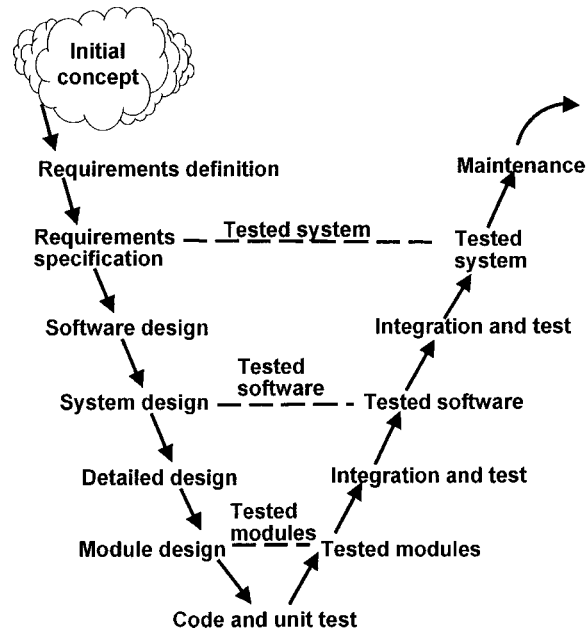 Initial
concept
Requirements definition
Maintenance
Requirements
specification
Tested system
Tested
system
Software design
Integration and test
System design
Tested
software
Tested software
Detailed design
Integration and test
Module design
Tested
modules
Tested modules
Code and unit test